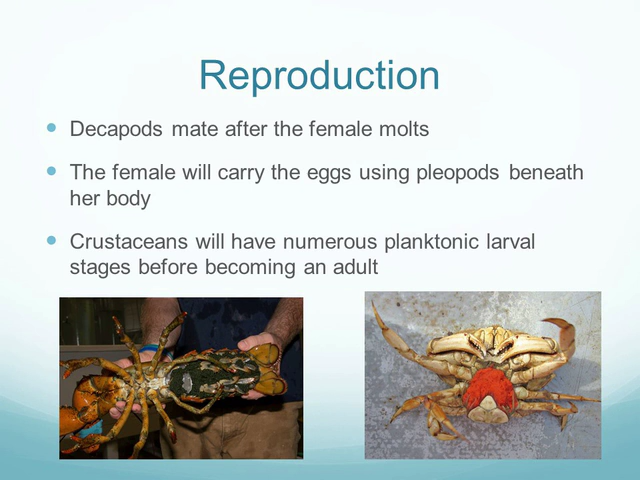 Reproduction
Decapods mate after the female molts
The female will carry the eggs using pleopods beneath
her body
Crustaceans will have numerous planktonic larval
stages before becoming an adult